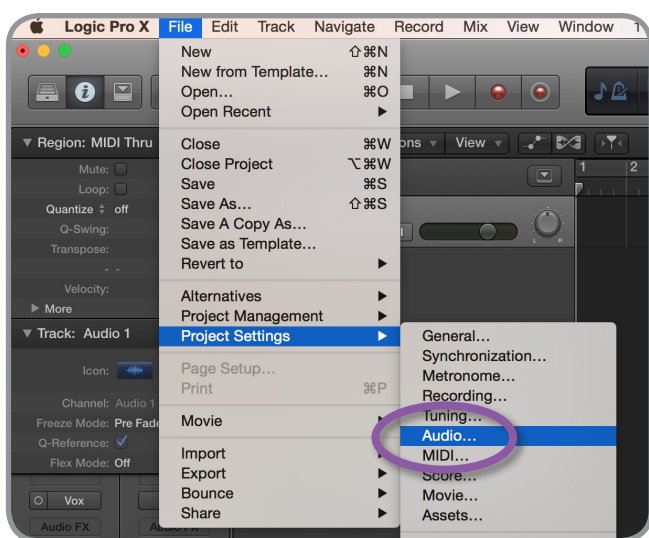 Logic Pro X File Edit Track Navigate Record Mix View Window 1
New ⇧⌘N
New from Template... ⌘N
Open... ⌘O
Open Recent ▶
Close ⌘W
Close Project ⌥⌘W
Save ⌘S
Save As... ⇧⌘S
Save A Copy As...
Save as Template...
Revert to ▶
Alternatives ▶
Project Management ▶
Project Settings ▶
Page Setup...
Print ⌘P
Movie
Import
Export ▶
Bounce ▶
Share ▶
General...
Synchronization...
Metronome...
Recording...
Tuning...
Audio...
MIDI...
Score...
Movie...
Assets...
Region: MIDI Thru
Mute:
Loop:
Quantize off
Q-Swing:
Transpose:
- -
Velocity:
More
Track: Audio 1
Icon:
Channel: Audio 1
Freeze Mode: Pre Fade
Q-Reference:
Flex Mode: Off
Vox
Audio FX
ons View
1 2
L R